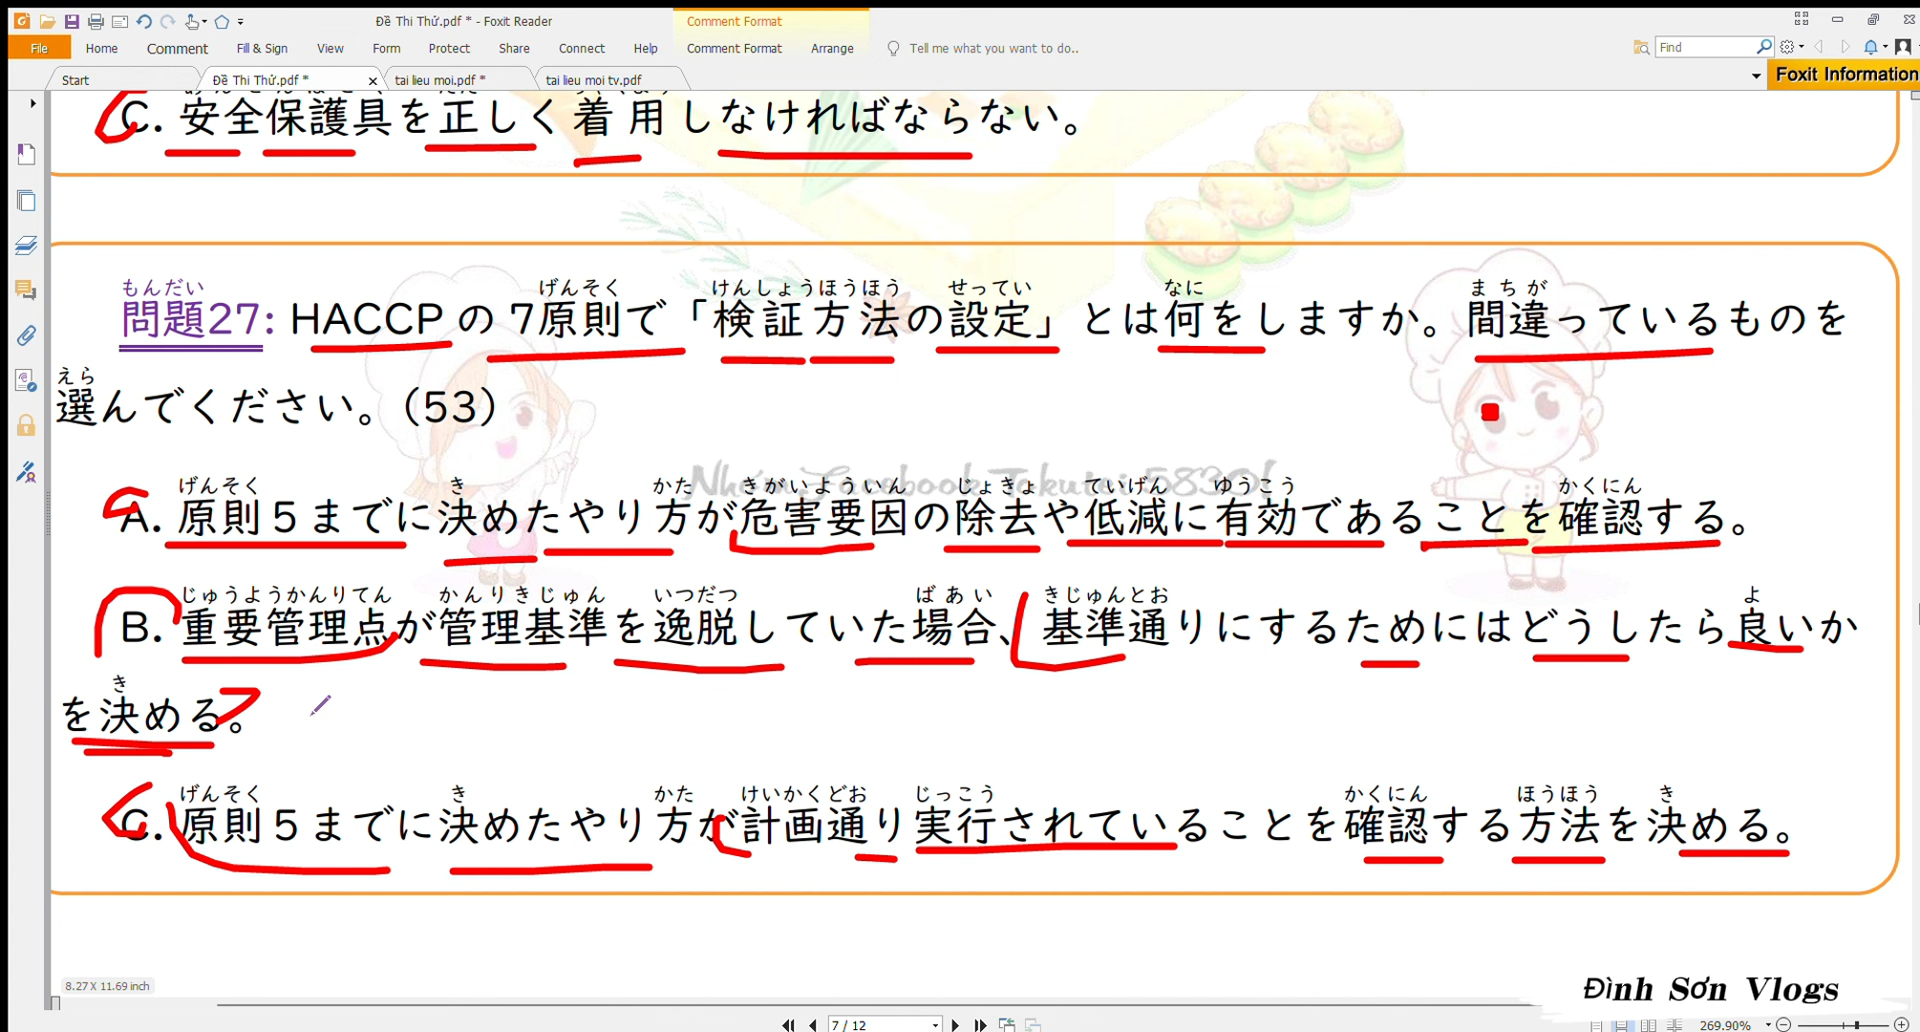 Đề Thi Thử.pdf * - Foxit Reader
Comment Format
File
Home
Comment
Fill & Sign
View
Form
Protect
Share
Connect
Help
Comment Format
Arrange
Tell me what you want to do..
Find
Start
Đề Thi Thử.pdf *
tai lieu moi.pdf *
tai lieu moi tv.pdf
Foxit Information
C. 安全保護具を正しく着用しなければならない。
もんだい げんそく けんしょうほうほう せってい なに まちが
問題27: HACCP の 7原則で「検証方法の設定」とは何をしますか。間違っているものを
えら
選んでください。（53）
げんそく き かた きがいよういん じょきょ ていげん ゆうこう かくにん
A. 原則５までに決めたやり方が危害要因の除去や低減に有効であることを確認する。
じゅうようかんりてん かんりきじゅん いつだつ ばあい きじゅんとお よ
B. 重要管理点が管理基準を逸脱していた場合、基準通りにするためにはどうしたら良いか
き
を決める。
げんそく き かた けいかくどお じっこう かくにん ほうほう き
C. 原則５までに決めたやり方が計画通り実行されていることを確認する方法を決める。
8.27 X 11.69 inch
Đình Sơn Vlogs
7 / 12
269.90%